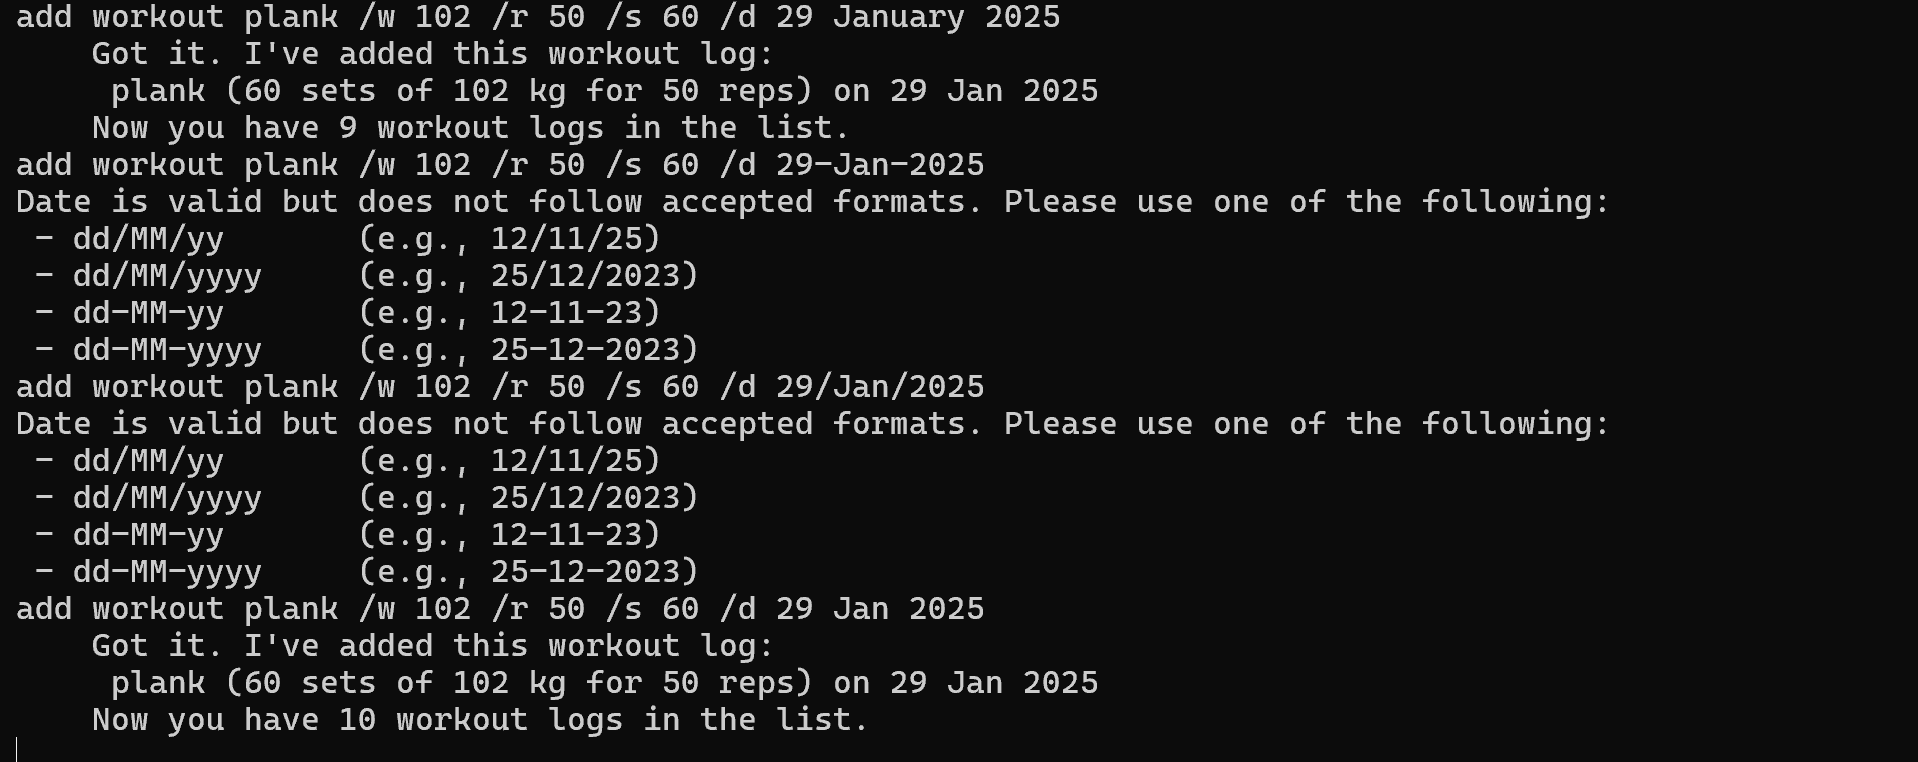 add workout plank /w 102 /r 50 /s 60 /d 29 January 2025
Got it. I've added this workout log:
plank (60 sets of 102 kg for 50 reps) on 29 Jan 2025
Now you have 9 workout logs in the list.
add workout plank /w 102 /r 50 /s 60 /d 29-Jan-2025
Date is valid but does not follow accepted formats. Please use one of the following:
- dd/MM/yy (e.g., 12/11/25)
- dd/MM/yyyy (e.g., 25/12/2023)
- dd-MM-yy (e.g., 12-11-23)
- dd-MM-yyyy (e.g., 25-12-2023)
add workout plank /w 102 /r 50 /s 60 /d 29/Jan/2025
Date is valid but does not follow accepted formats. Please use one of the following:
- dd/MM/yy (e.g., 12/11/25)
- dd/MM/yyyy (e.g., 25/12/2023)
- dd-MM-yy (e.g., 12-11-23)
- dd-MM-yyyy (e.g., 25-12-2023)
add workout plank /w 102 /r 50 /s 60 /d 29 Jan 2025
Got it. I've added this workout log:
plank (60 sets of 102 kg for 50 reps) on 29 Jan 2025
Now you have 10 workout logs in the list.